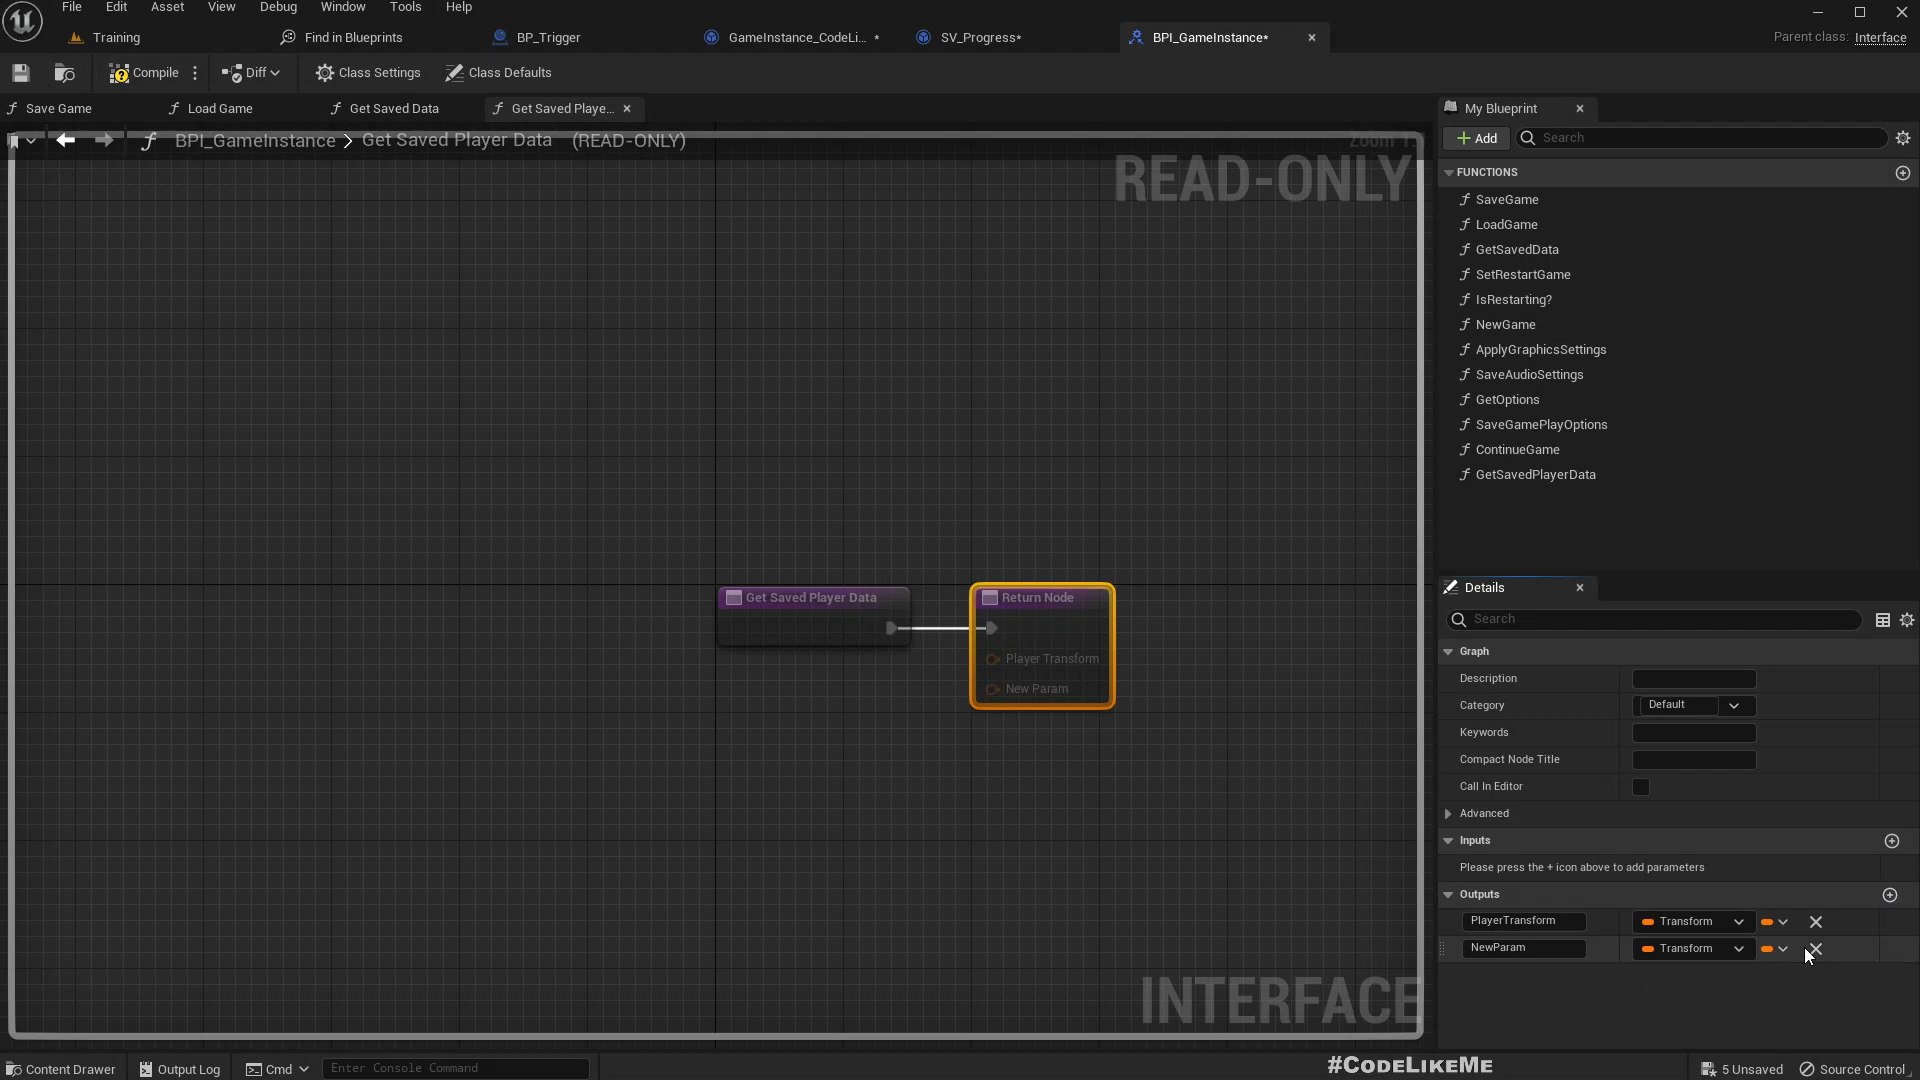 File Edit Asset View Debug Window Tools Help
Training Find in Blueprints BP_Trigger GameInstance_CodeLi... * SV_Progress* BPI_GameInstance*
Parent class: Interface
Compile Diff Class Settings Class Defaults
Save Game Load Game Get Saved Data Get Saved Playe...
BPI_GameInstance > Get Saved Player Data (READ-ONLY)
READ-ONLY
Get Saved Player Data
Return Node
Player Transform
New Param
INTERFACE
My Blueprint
Add Search
FUNCTIONS
SaveGame
LoadGame
GetSavedData
SetRestartGame
IsRestarting?
NewGame
ApplyGraphicsSettings
SaveAudioSettings
GetOptions
SaveGamePlayOptions
ContinueGame
GetSavedPlayerData
Details
Search
Graph
Description
Category Default
Keywords
Compact Node Title
Call In Editor
Advanced
Inputs
Please press the + icon above to add parameters
Outputs
PlayerTransform Transform
NewParam Transform
Content Drawer Output Log Cmd Enter Console Command
#CODELIKEME
5 Unsaved Source Control